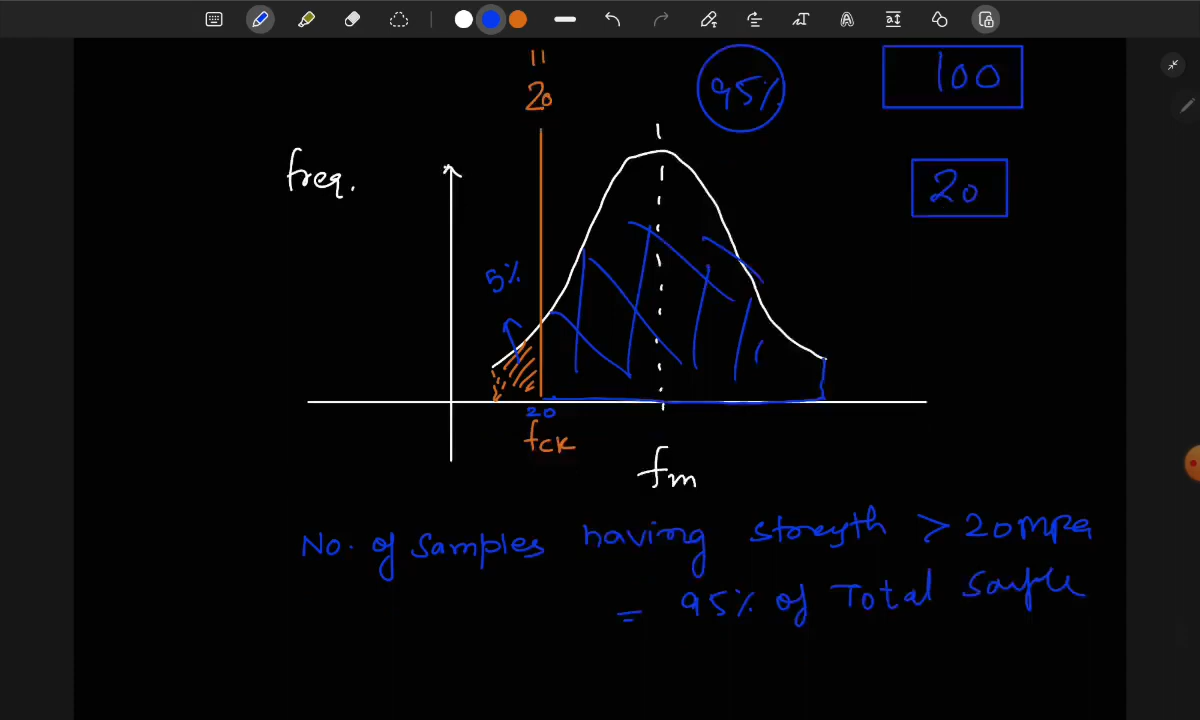 11
20
95%
100
freq.
20
5%
20
fck
fm
No. of samples having strength > 20mpa
= 95% of Total Sample